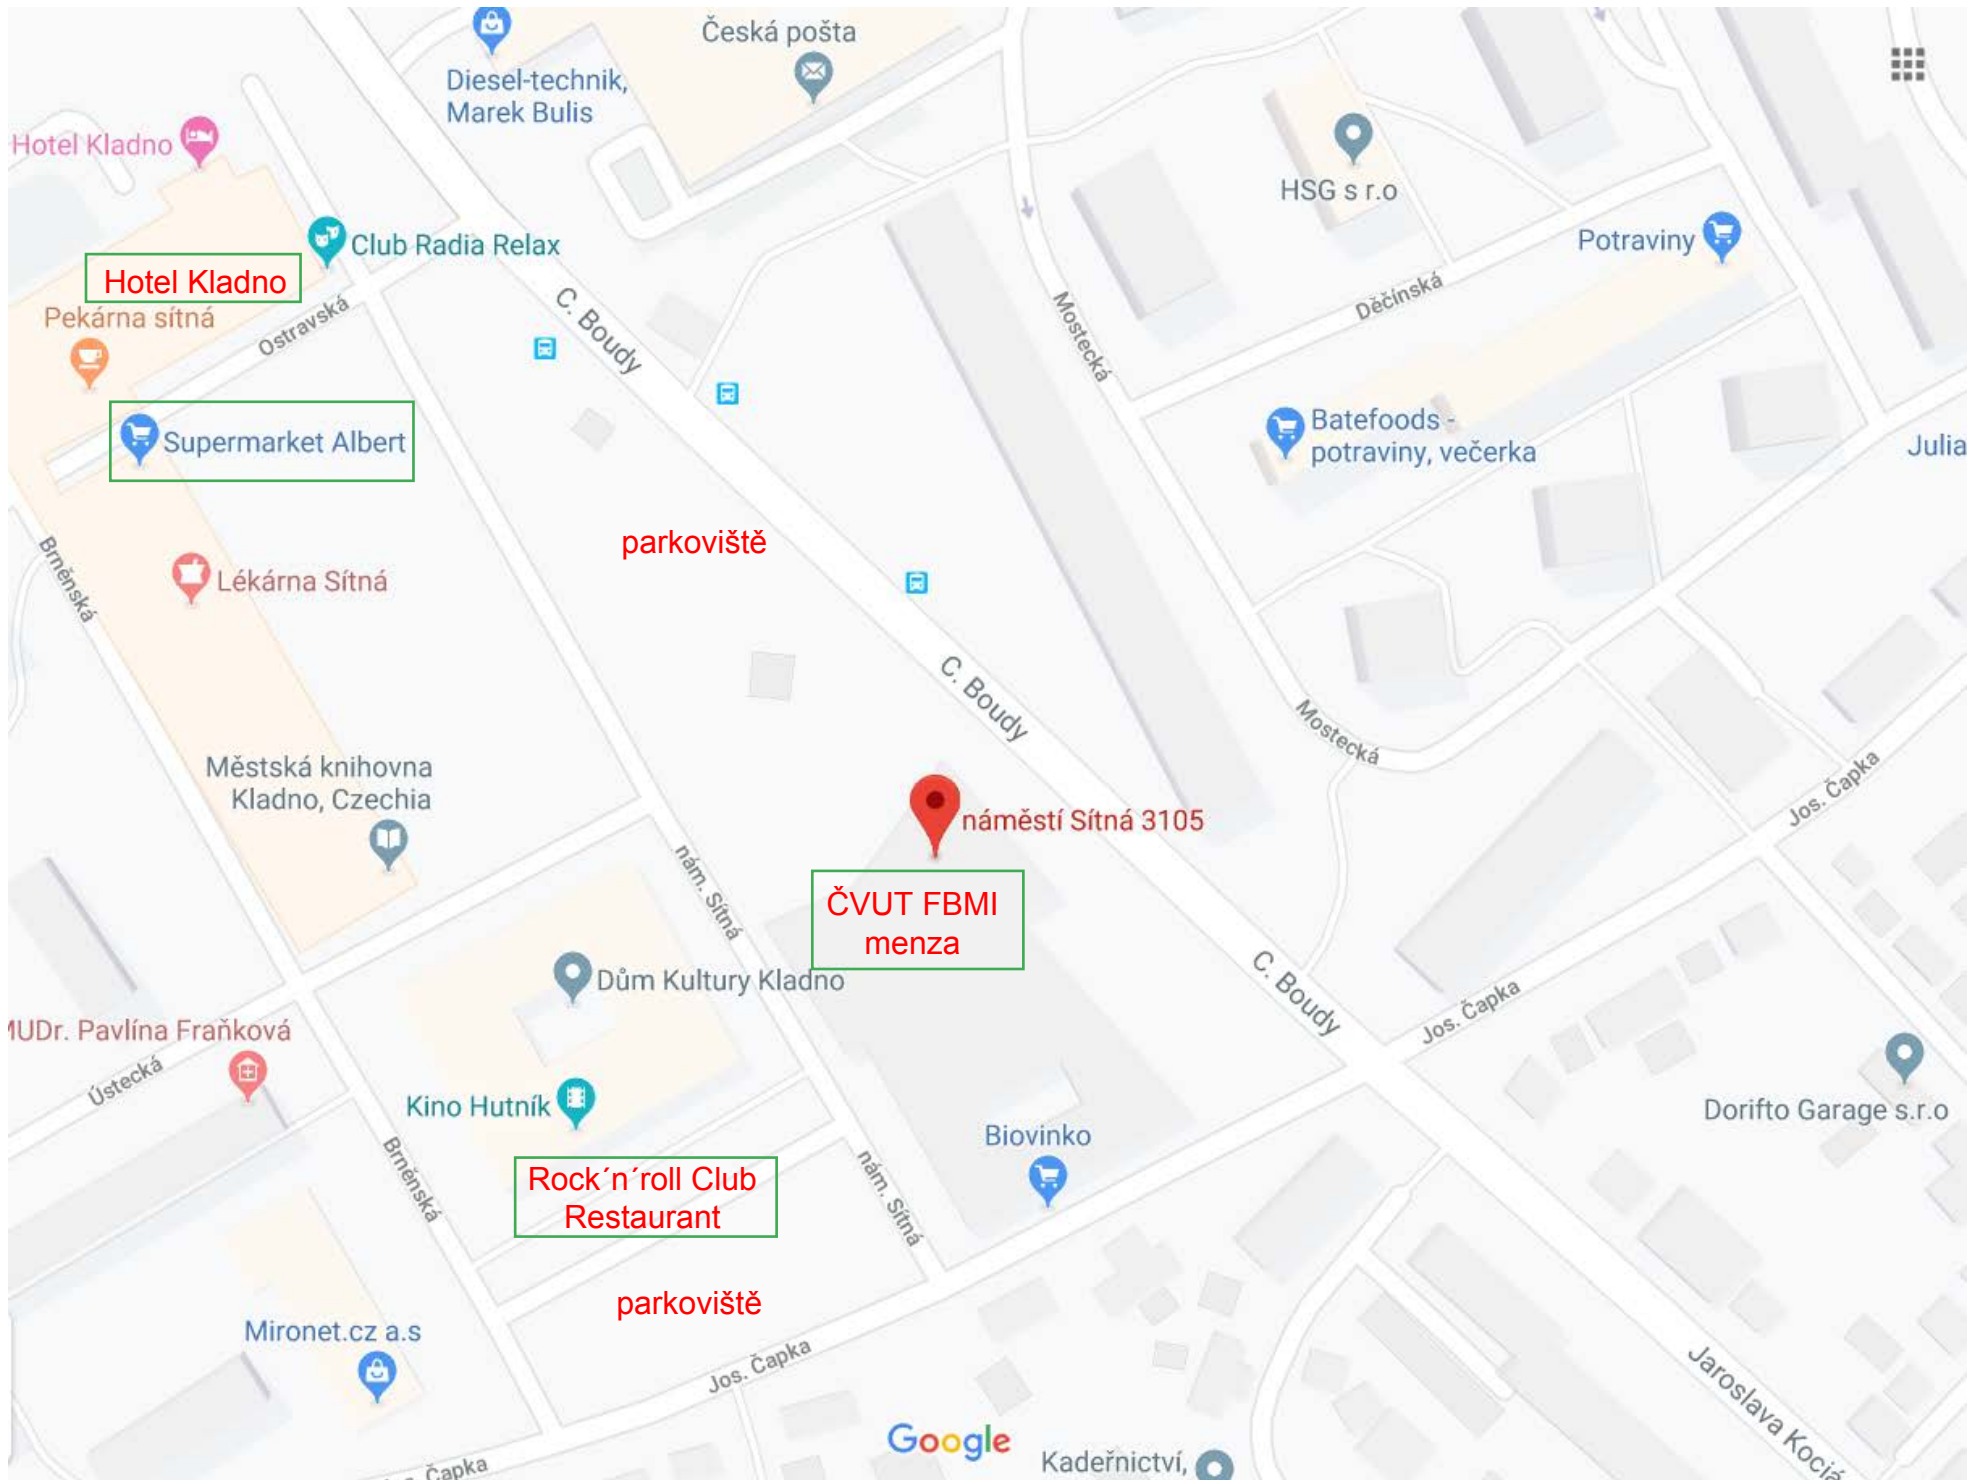 Česká pošta
Diesel-technik,
Marek Bulis
Hotel Kladno
HSG s r.o
Club Radia Relax
Potraviny
Hotel Kladno
Pekárna sítná
Ostravská
C. Boudy
Mostecká
Děčínská
Supermarket Albert
Batefoods -
potraviny, večerka
Julia
parkoviště
Brněnská
Lékárna Sítná
C. Boudy
Mostecká
Městská knihovna
Kladno, Czechia
náměstí Sítná 3105
Jos. Čapka
nám. Sítná
ČVUT FBMI
menza
Dům Kultury Kladno
C. Boudy
Jos. Čapka
MUDr. Pavlína Fraňková
Ústecká
Kino Hutník
Dorifto Garage s.r.o
Biovinko
Brněnská
Rock´n´roll Club
Restaurant
nám. Sítná
parkoviště
Mironet.cz a.s
Jos. Čapka
Jaroslava Kociá
Google
Kadeřnictví,
Čapka